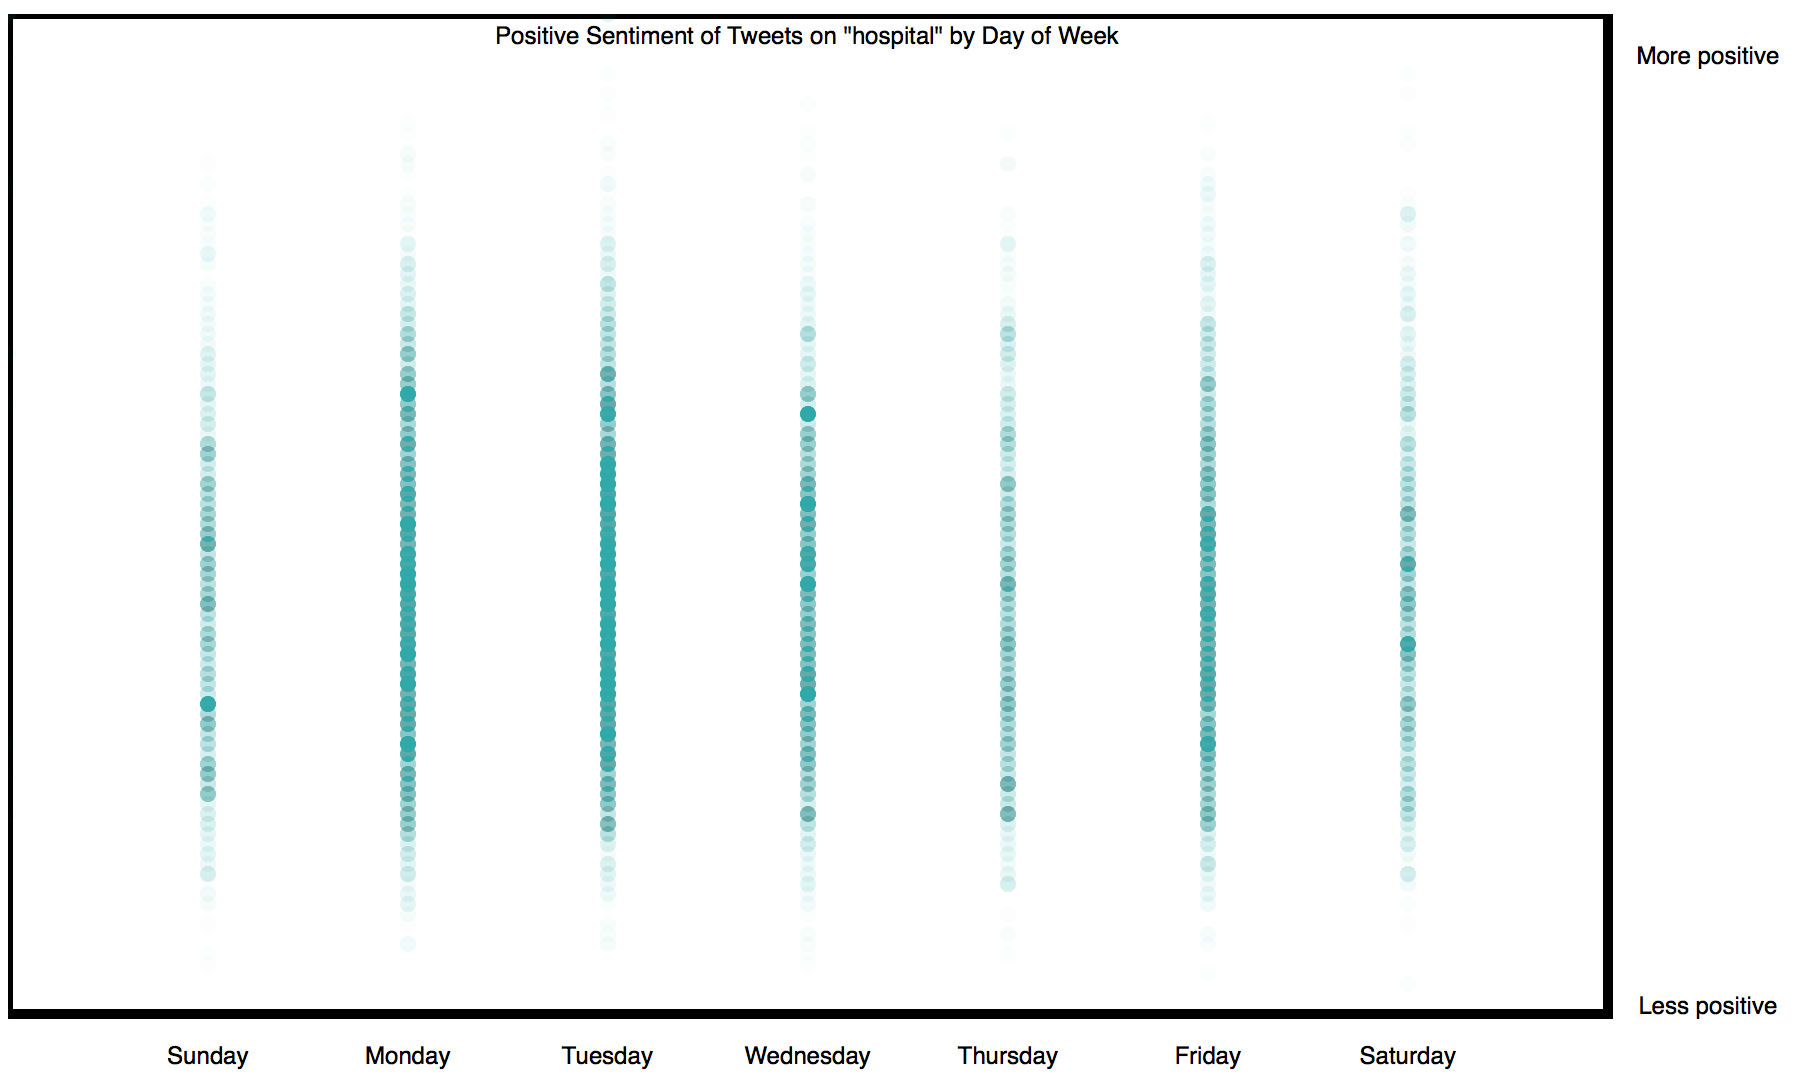 Positive Sentiment of Tweets on "hospital" by Day of Week
More positive
Less positive
Sunday Monday Tuesday Wednesday Thursday Friday Saturday